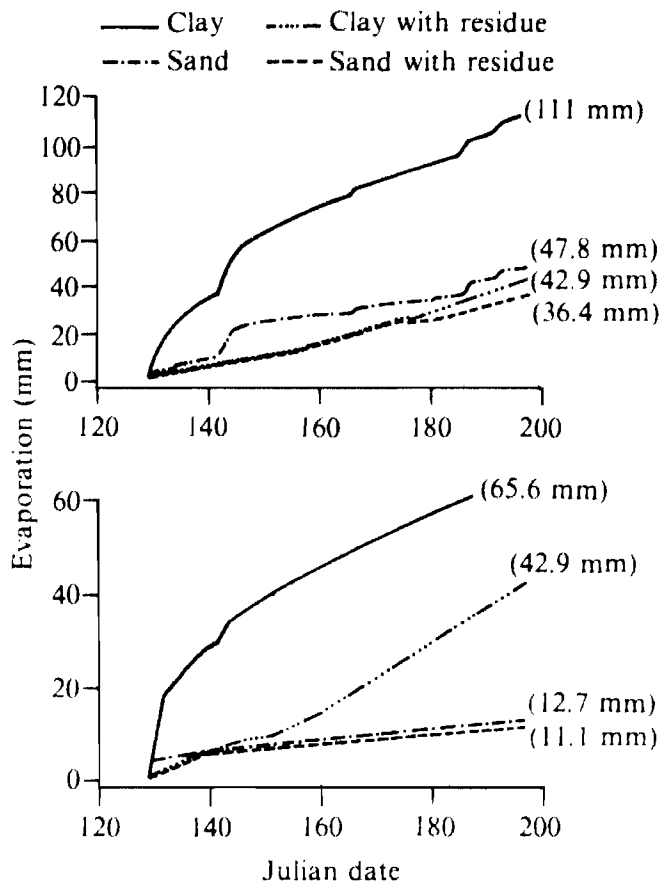 Clay Clay with residue
Sand Sand with residue
120
100
80
60
40
20
0
(111 mm)
(47.8 mm)
(42.9 mm)
(36.4 mm)
120 140 160 180 200
Evaporation (mm)
60
40
20
0
(65.6 mm)
(42.9 mm)
(12.7 mm)
(11.1 mm)
120 140 160 180 200
Julian date